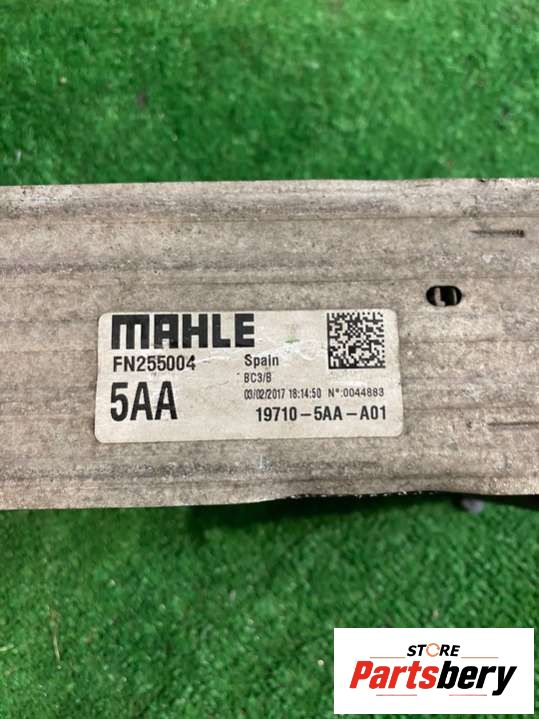 MAHLE
FN255004 Spain
BC3/B
5AA 03/02/2017 18:14:50 N°:0044883
19710-5AA-A01
STORE
Partsbery